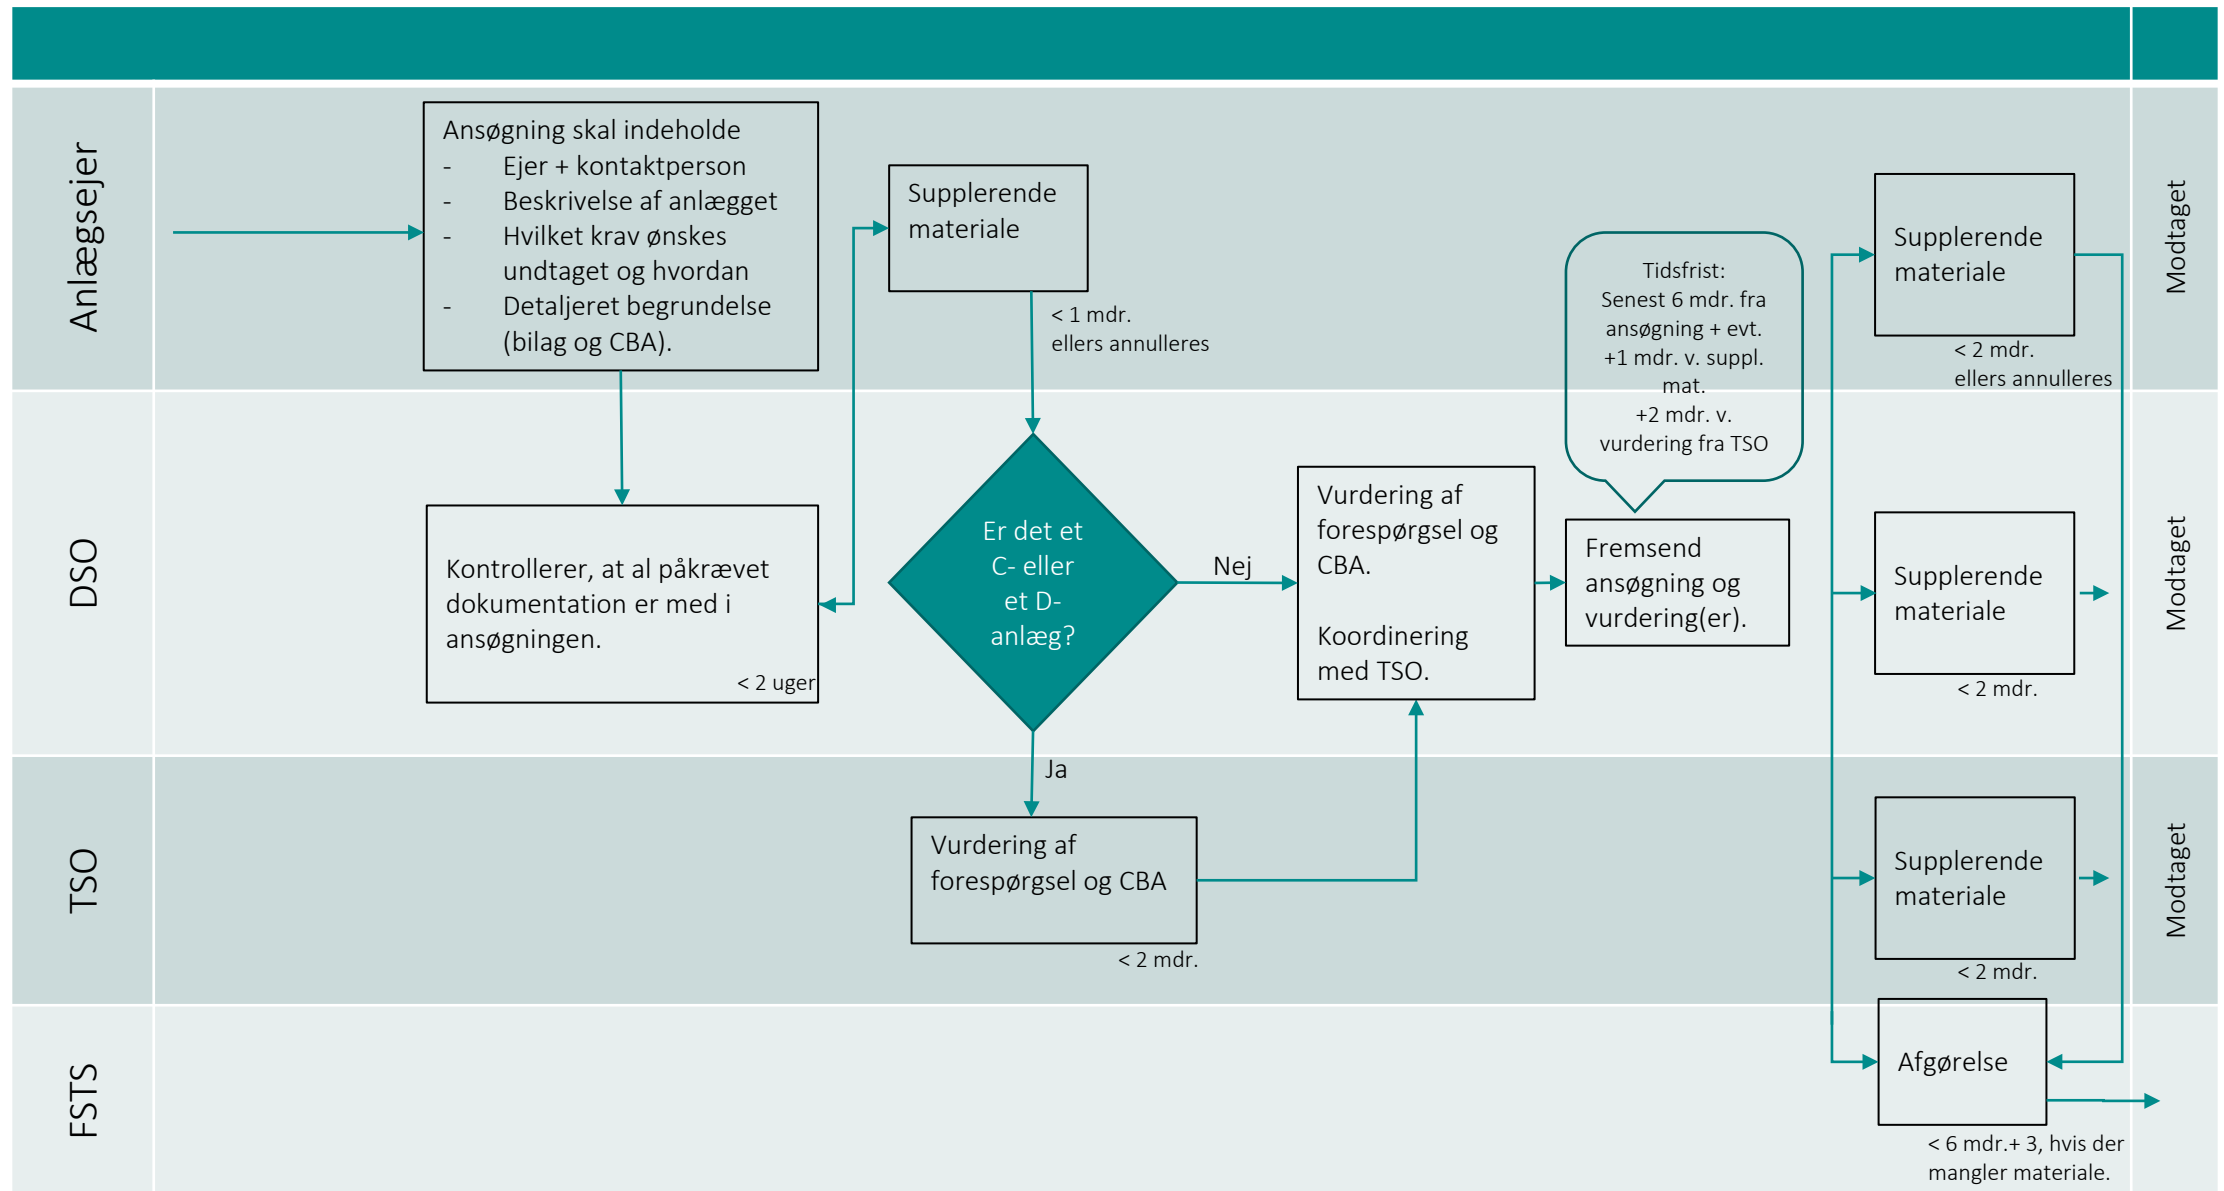 Anlægsejer
Ansøgning skal indeholde
- Ejer + kontaktperson
- Beskrivelse af anlægget
- Hvilket krav ønskes
undtaget og hvordan
- Detaljeret begrundelse
(bilag og CBA).
Supplerende
materiale
< 1 mdr.
ellers annulleres
Tidsfrist:
Senest 6 mdr. fra
ansøgning + evt.
+1 mdr. v. suppl.
mat.
+2 mdr. v.
vurdering fra TSO
Supplerende
materiale
< 2 mdr.
ellers annulleres
Modtaget
DSO
Kontrollerer, at al påkrævet
dokumentation er med i
ansøgningen.
< 2 uger
Er det et
C- eller
et D-
anlæg?
Nej
Ja
Vurdering af
forespørgsel og
CBA.
Koordinering
med TSO.
Fremsend
ansøgning og
vurdering(er).
Supplerende
materiale
< 2 mdr.
Modtaget
TSO
Vurdering af
forespørgsel og CBA
< 2 mdr.
Supplerende
materiale
< 2 mdr.
Modtaget
FSTS
Afgørelse
< 6 mdr.+ 3, hvis der
mangler materiale.